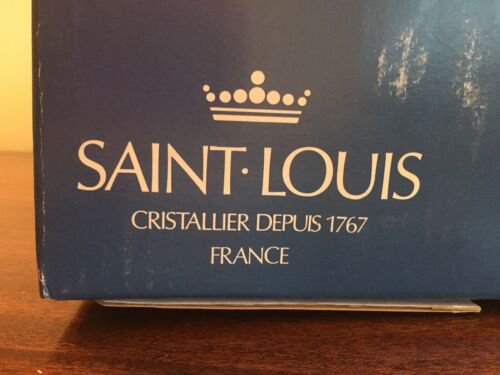 SAINT·LOUIS
CRISTALLIER DEPUIS 1767
FRANCE